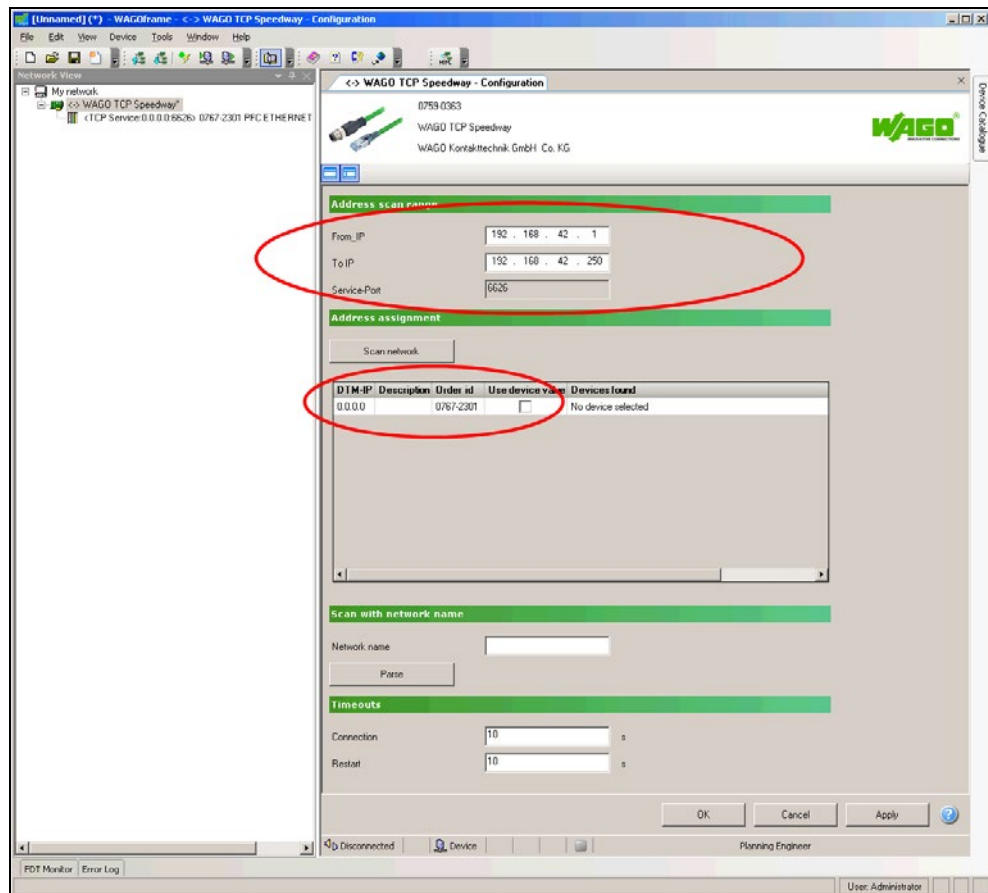 [Unnamed] (*) - WAGOframe - <-> WAGO TCP Speedway - Configuration
File Edit View Device Tools Window Help
Network View
My network
<-> WAGO TCP Speedway*
<TCP Service:0.0.0.0:6626> 0767-2301 PFC ETHERNET
<-> WAGO TCP Speedway - Configuration
0759-0363
WAGO TCP Speedway
WAGO Kontakttechnik GmbH Co. KG
WAGO
INNOVATIVE CONNECTIONS
Device Catalogue
Address scan range
From_IP 192 . 168 . 42 . 1
To IP 192 . 168 . 42 . 250
Service-Port 6626
Address assignment
Scan network
DTM-IP Description Order id Use device value Devices found
0.0.0.0 0767-2301 No device selected
Scan with network name
Network name
Parse
Timeouts
Connection 10 s
Restart 10 s
OK Cancel Apply
Disconnected Device Planning Engineer
FDT Monitor Error Log
User: Administrator